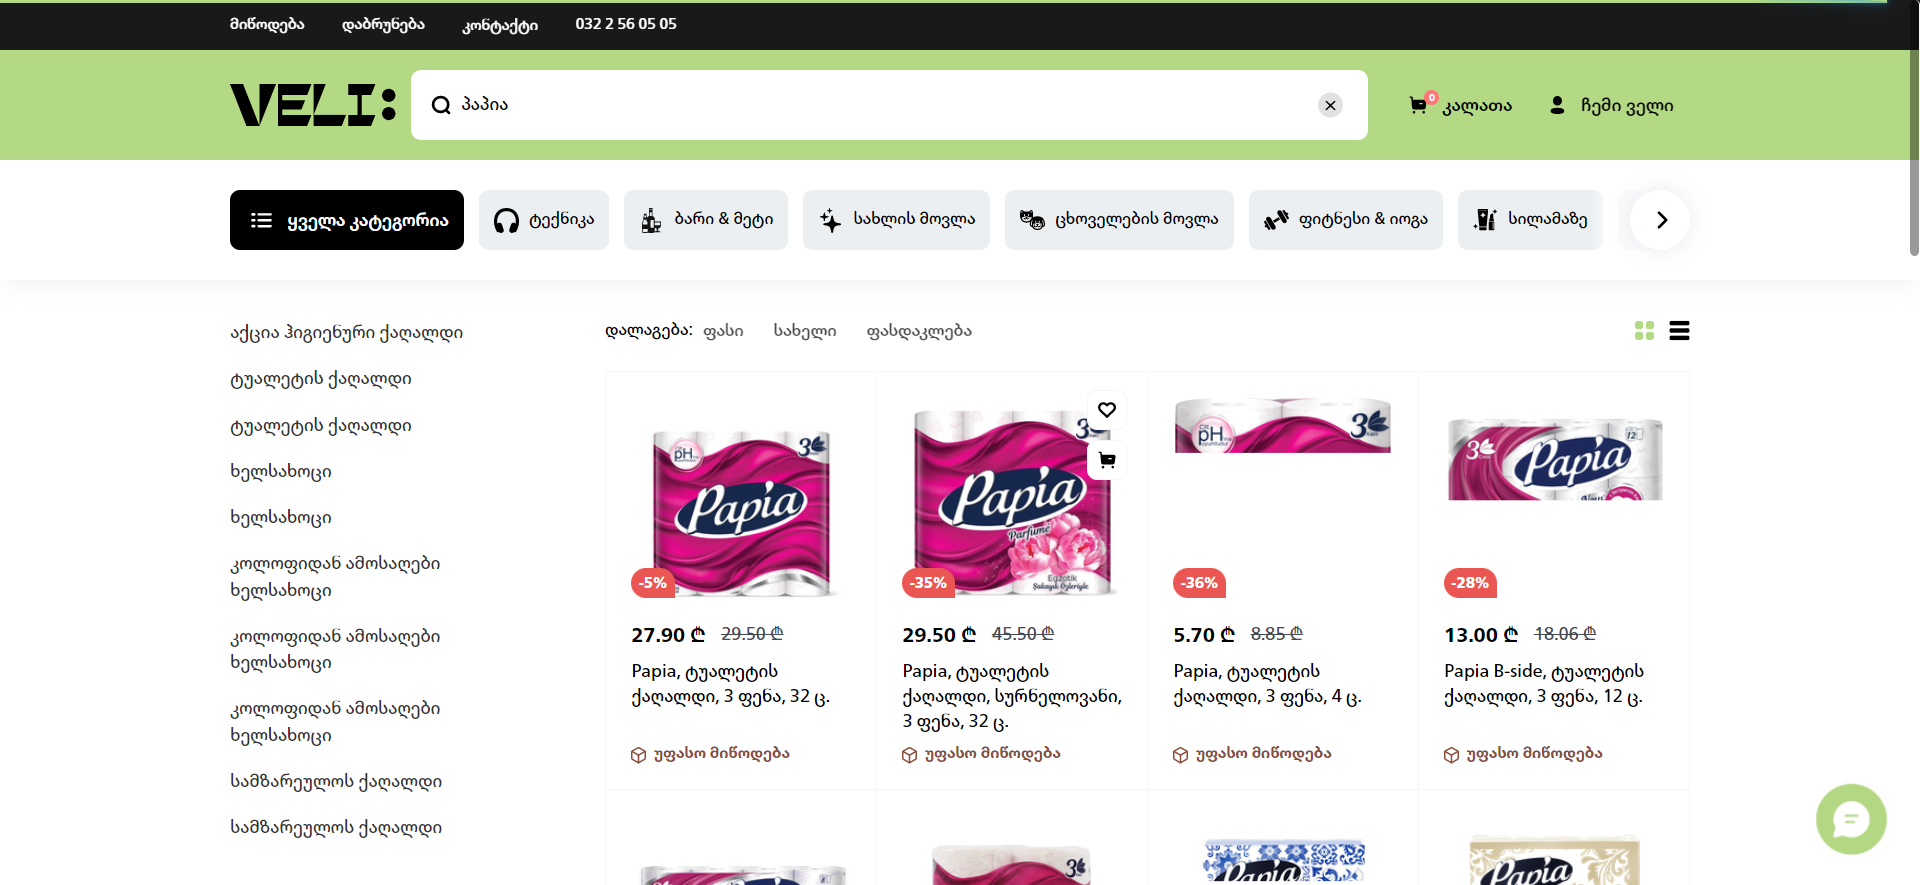 მიწოდება
დაბრუნება
კონტაქტი
032 2 56 05 05
VELI:
პაპია
0
კალათა
ჩემი ველი
ყველა კატეგორია
ტექნიკა
ბარი & მეტი
სახლის მოვლა
ცხოველების მოვლა
ფიტნესი & იოგა
სილამაზე
აქცია ჰიგიენური ქაღალდი
ტუალეტის ქაღალდი
ტუალეტის ქაღალდი
ხელსახოცი
ხელსახოცი
კოლოფიდან ამოსაღები
ხელსახოცი
კოლოფიდან ამოსაღები
ხელსახოცი
კოლოფიდან ამოსაღები
ხელსახოცი
სამზარეულოს ქაღალდი
სამზარეულოს ქაღალდი
დალაგება:
ფასი
სახელი
ფასდაკლება
pH
3
Papia
-5%
27.90 ₾ 29.50 ₾
Papia, ტუალეტის
ქაღალდი, 3 ფენა, 32 ც.
უფასო მიწოდება
3
Papia
Parfume
Egzotik
Şakayık Özleriyle
-35%
29.50 ₾ 45.50 ₾
Papia, ტუალეტის
ქაღალდი, სურნელოვანი,
3 ფენა, 32 ც.
უფასო მიწოდება
pH
3
-36%
5.70 ₾ 8.85 ₾
Papia, ტუალეტის
ქაღალდი, 3 ფენა, 4 ც.
უფასო მიწოდება
3
Papia
12
-28%
13.00 ₾ 18.06 ₾
Papia B-side, ტუალეტის
ქაღალდი, 3 ფენა, 12 ც.
უფასო მიწოდება
3
Papia
Papia